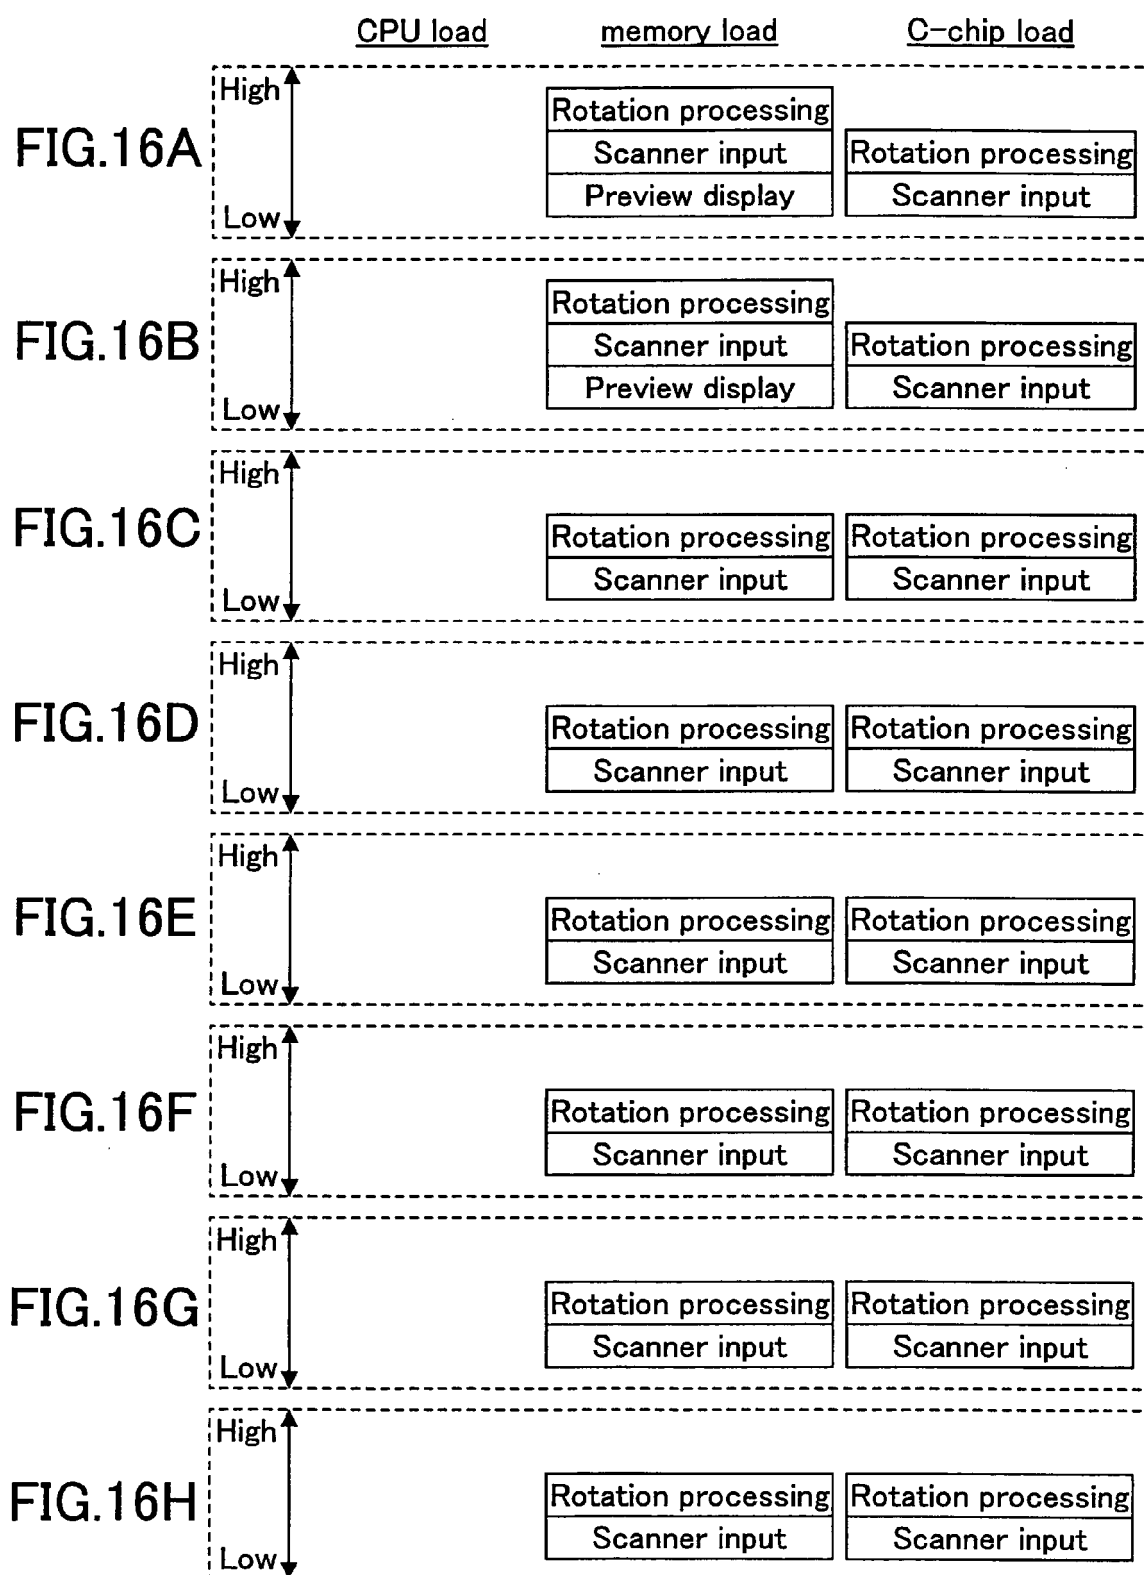 CPU load memory load C-chip load
FIG.16A
High
Low
Rotation processing
Scanner input
Preview display
Rotation processing
Scanner input
FIG.16B
High
Low
Rotation processing
Scanner input
Preview display
Rotation processing
Scanner input
FIG.16C
High
Low
Rotation processing
Scanner input
Rotation processing
Scanner input
FIG.16D
High
Low
Rotation processing
Scanner input
Rotation processing
Scanner input
FIG.16E
High
Low
Rotation processing
Scanner input
Rotation processing
Scanner input
FIG.16F
High
Low
Rotation processing
Scanner input
Rotation processing
Scanner input
FIG.16G
High
Low
Rotation processing
Scanner input
Rotation processing
Scanner input
FIG.16H
High
Low
Rotation processing
Scanner input
Rotation processing
Scanner input